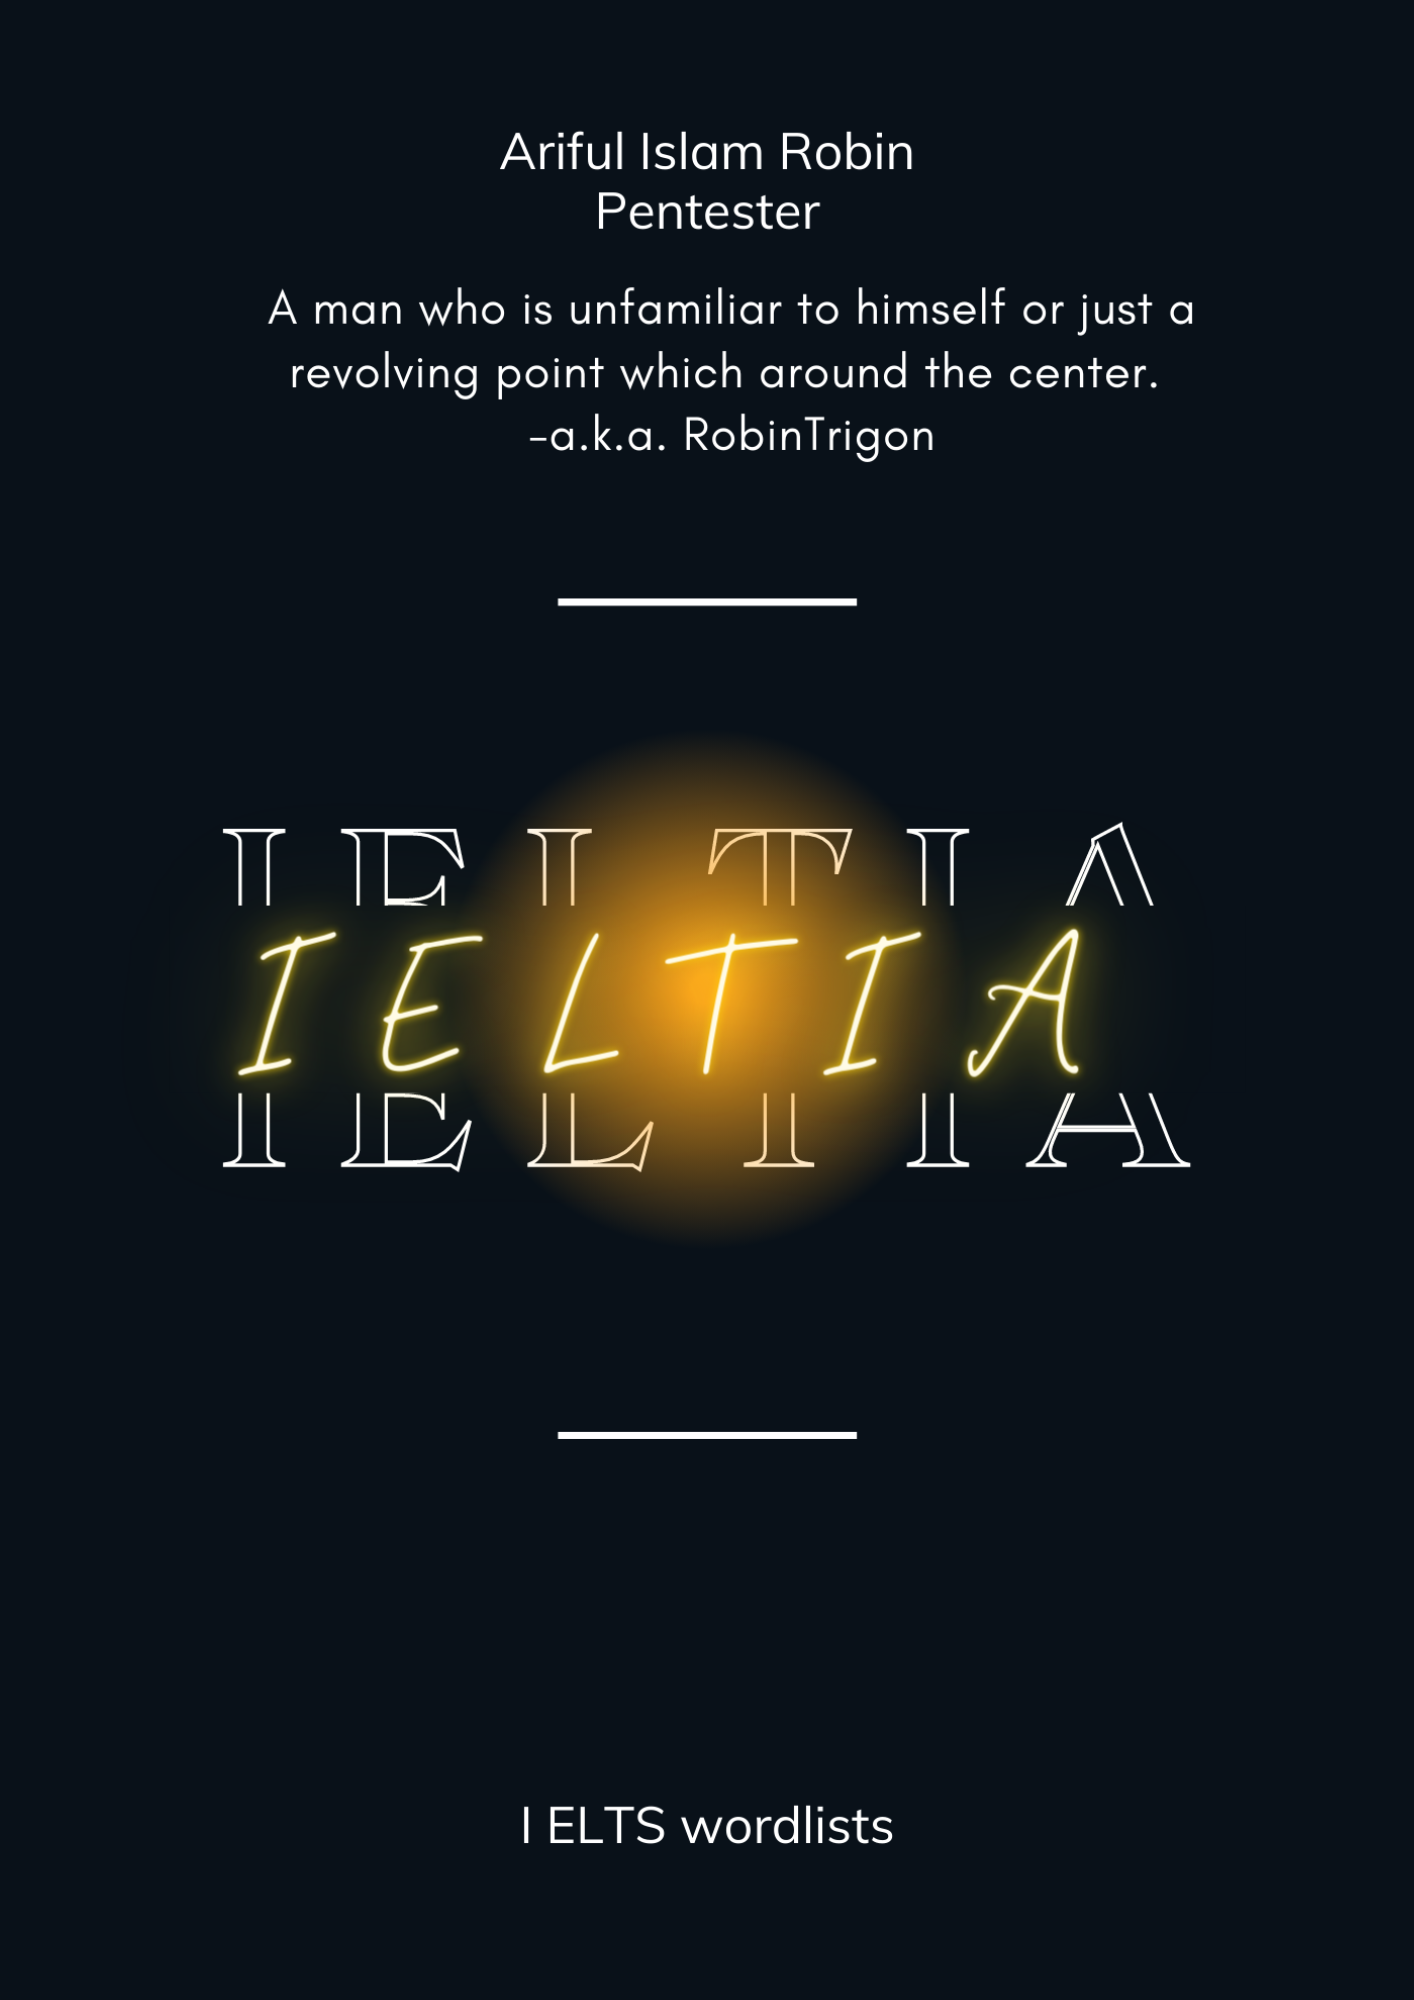 Ariful Islam Robin
Pentester
A man who is unfamiliar to himself or just a
revolving point which around the center.
-a.k.a. RobinTrigon
IELTIA
IELTIA
I ELTS wordlists